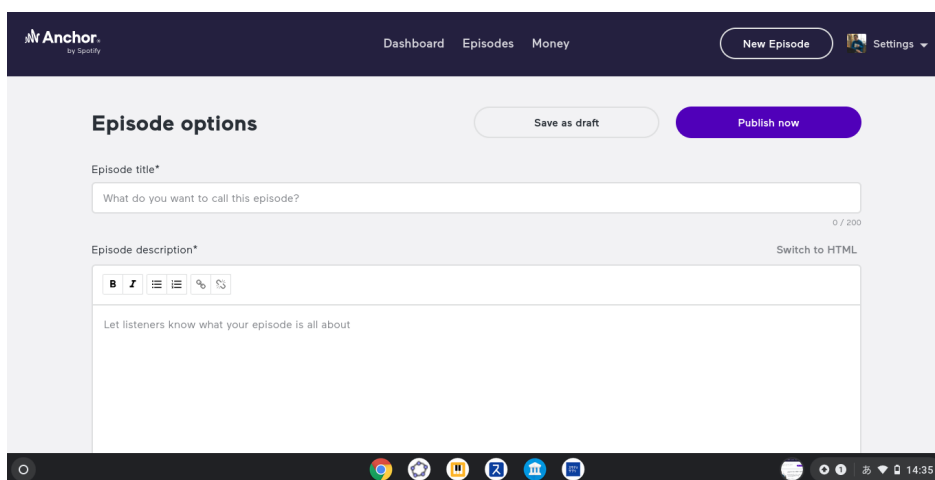 Anchor.
by Spotify
Dashboard Episodes Money
New Episode
Settings
Episode options
Save as draft
Publish now
Episode title*
What do you want to call this episode?
0 / 200
Episode description*
Switch to HTML
B I
Let listeners know what your episode is all about
1 あ 14:35